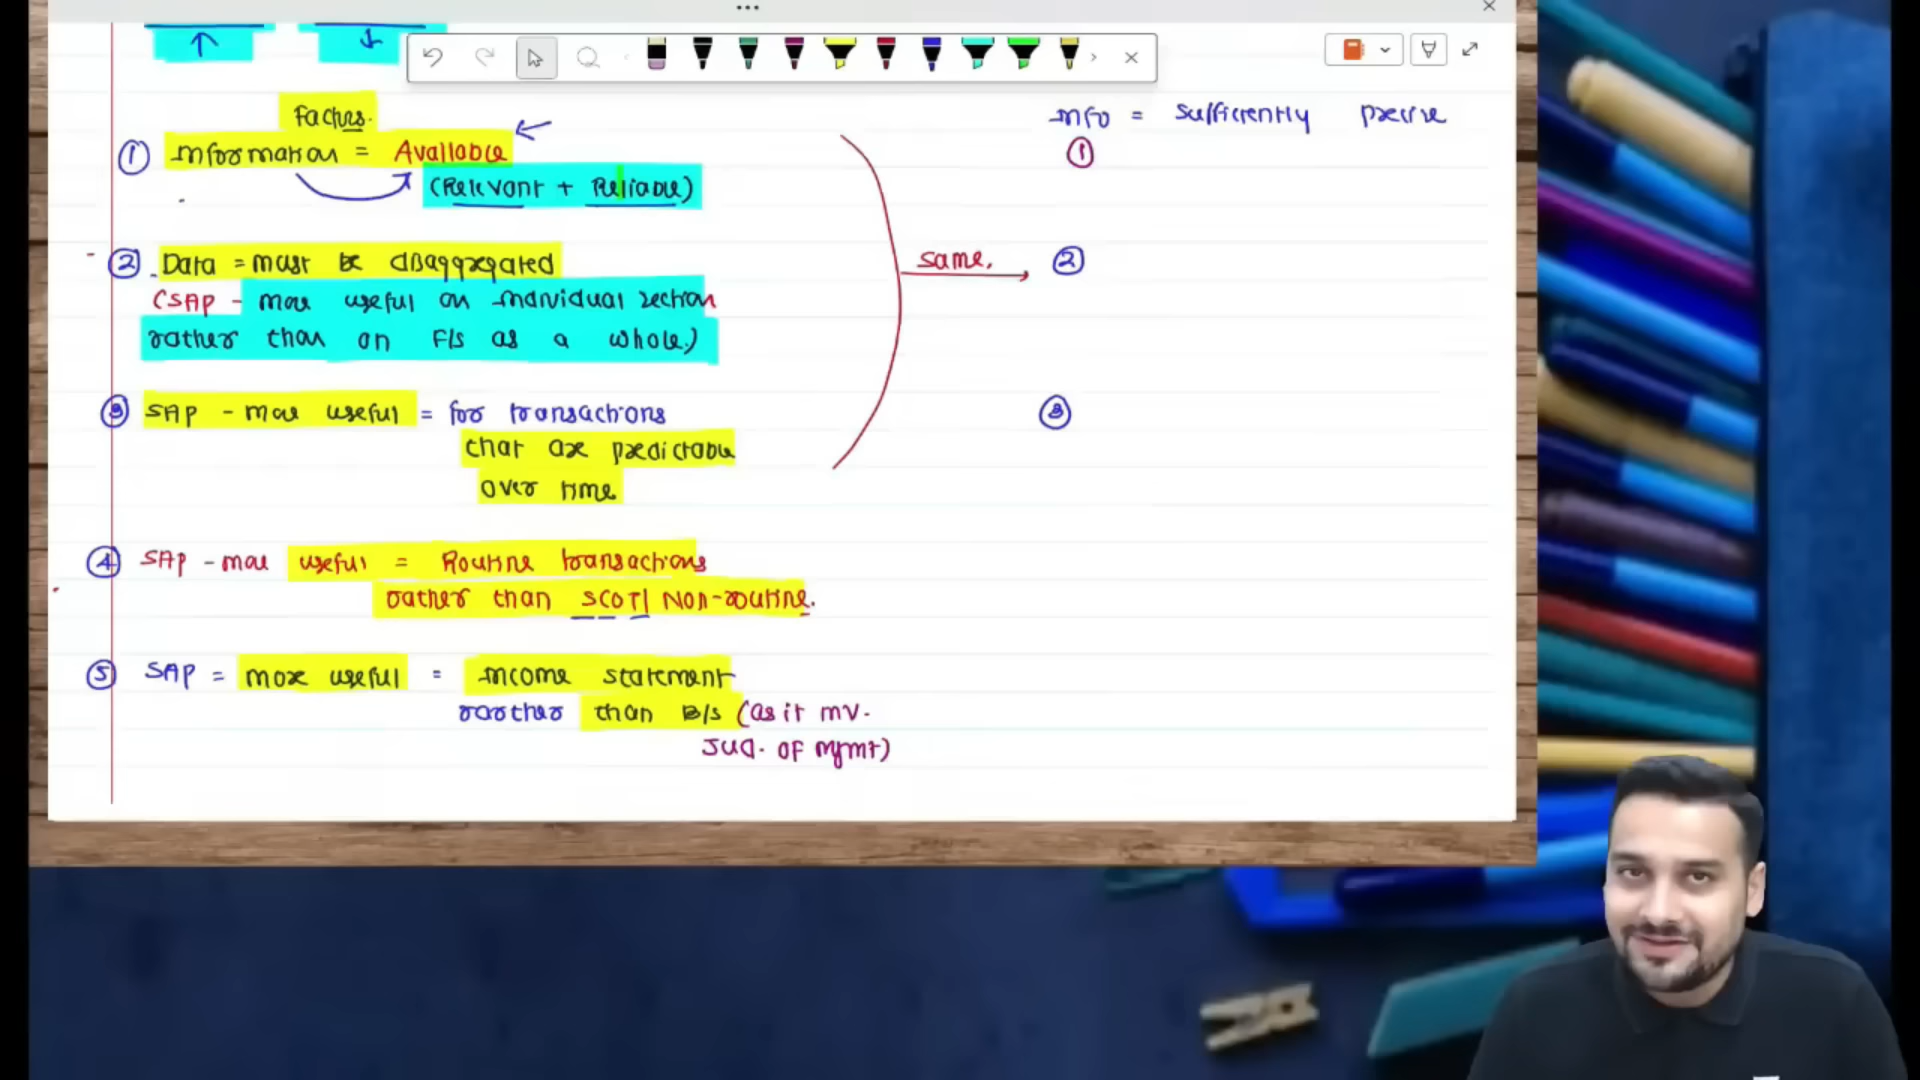 Factors.
① Information = Available
(Relevant + Reliable)
② Data = must be disaggregated
(SAP - more useful on individual section
rather than on F/S as a whole.)
③ SAP - more useful = for transactions
that are predictable
over time
④ SAP - more useful = Routine transactions
rather than SCOT/ Non-routine.
⑤ SAP = more useful = income statement
rather than B/S (as it inv.
Jud. of mgmt)
same.
Info = sufficiently precise
①
②
③